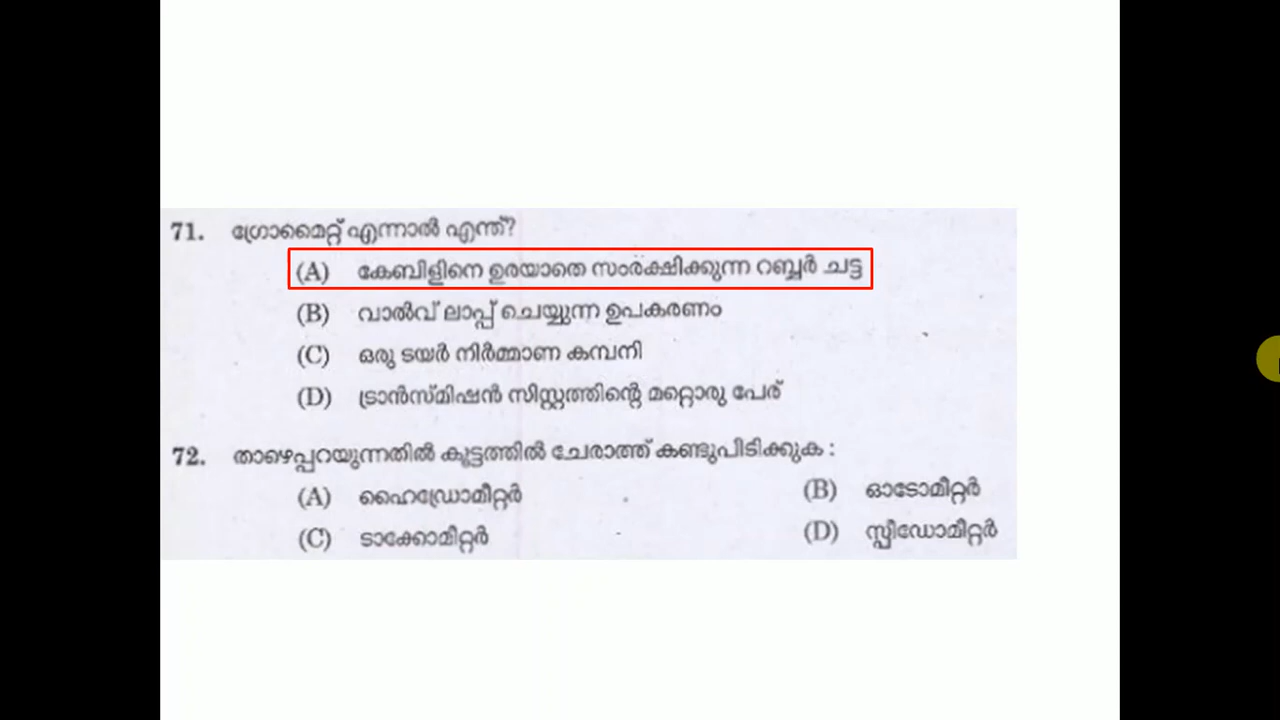 71. ഗ്രോമൈറ്റ് എന്നാൽ എന്ത്?
(A) കേബിളിനെ ഉരയാതെ സംരക്ഷിക്കുന്ന റബ്ബർ ചട്ട
(B) വാൽവ് ലാപ്പ് ചെയ്യുന്ന ഉപകരണം
(C) ഒരു ടയർ നിർമ്മാണ കമ്പനി
(D) ട്രാൻസ്മിഷൻ സിസ്റ്റത്തിന്റെ മറ്റൊരു പേര്
72. താഴെപ്പറയുന്നതിൽ കൂട്ടത്തിൽ ചേരാത്ത് കണ്ടുപിടിക്കുക :
(A) ഹൈഡ്രോമീറ്റർ (B) ഓടോമീറ്റർ
(C) ടാക്കോമീറ്റർ (D) സ്പീഡോമീറ്റർ